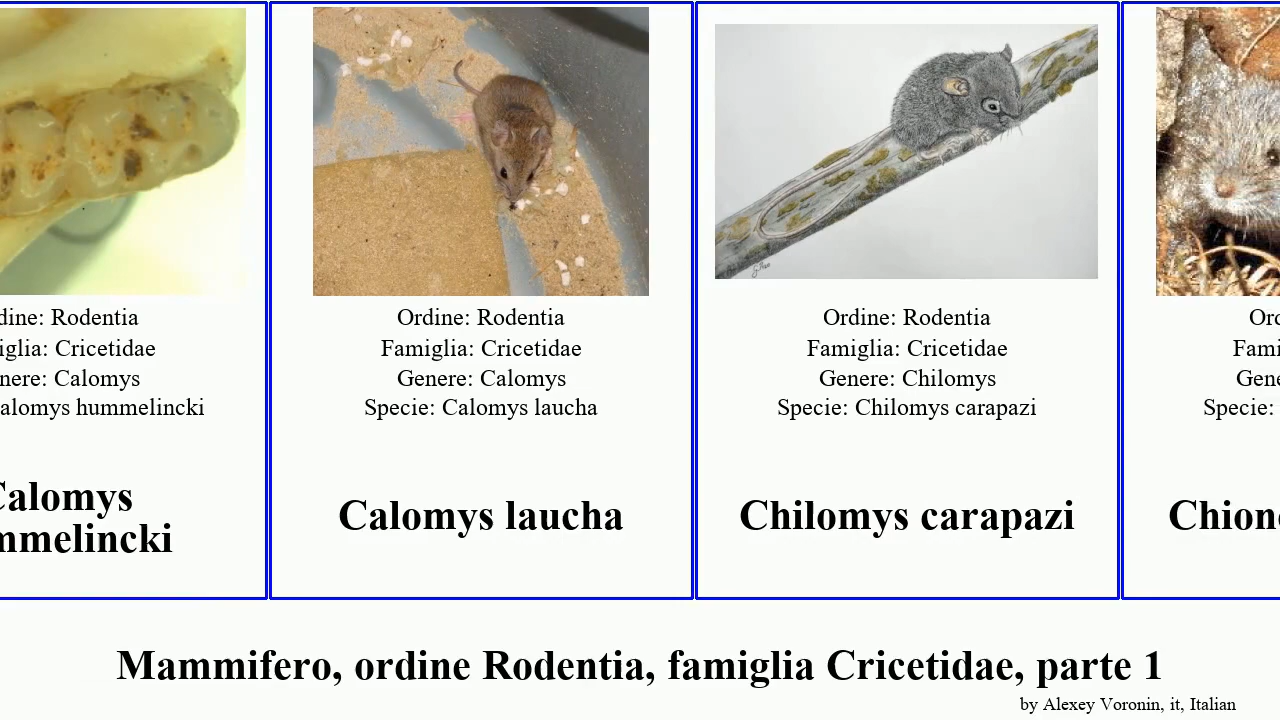 dine: Rodentia
iglia: Cricetidae
nere: Calomys
alomys hummelincki
Calomys
mmelincki
Ordine: Rodentia
Famiglia: Cricetidae
Genere: Calomys
Specie: Calomys laucha
Calomys laucha
Ordine: Rodentia
Famiglia: Cricetidae
Genere: Chilomys
Specie: Chilomys carapazi
Chilomys carapazi
Ord
Fami
Gene
Specie:
Chion
Mammifero, ordine Rodentia, famiglia Cricetidae, parte 1
by Alexey Voronin, it, Italian